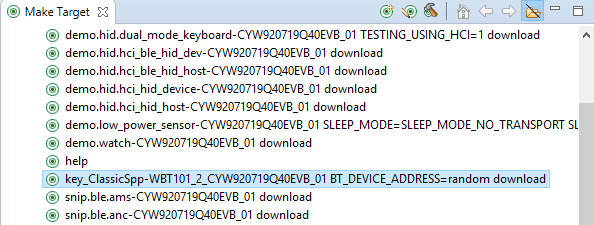 Make Target
demo.hid.dual_mode_keyboard-CYW920719Q40EVB_01 TESTING_USING_HCI=1 download
demo.hid.hci_ble_hid_dev-CYW920719Q40EVB_01 download
demo.hid.hci_ble_hid_host-CYW920719Q40EVB_01 download
demo.hid.hci_hid_device-CYW920719Q40EVB_01 download
demo.hid.hci_hid_host-CYW920719Q40EVB_01 download
demo.low_power_sensor-CYW920719Q40EVB_01 SLEEP_MODE=SLEEP_MODE_NO_TRANSPORT SL
demo.watch-CYW920719Q40EVB_01 download
help
key_ClassicSpp-WBT101_2_CYW920719Q40EVB_01 BT_DEVICE_ADDRESS=random download
snip.ble.ams-CYW920719Q40EVB_01 download
snip.ble.anc-CYW920719Q40EVB_01 download